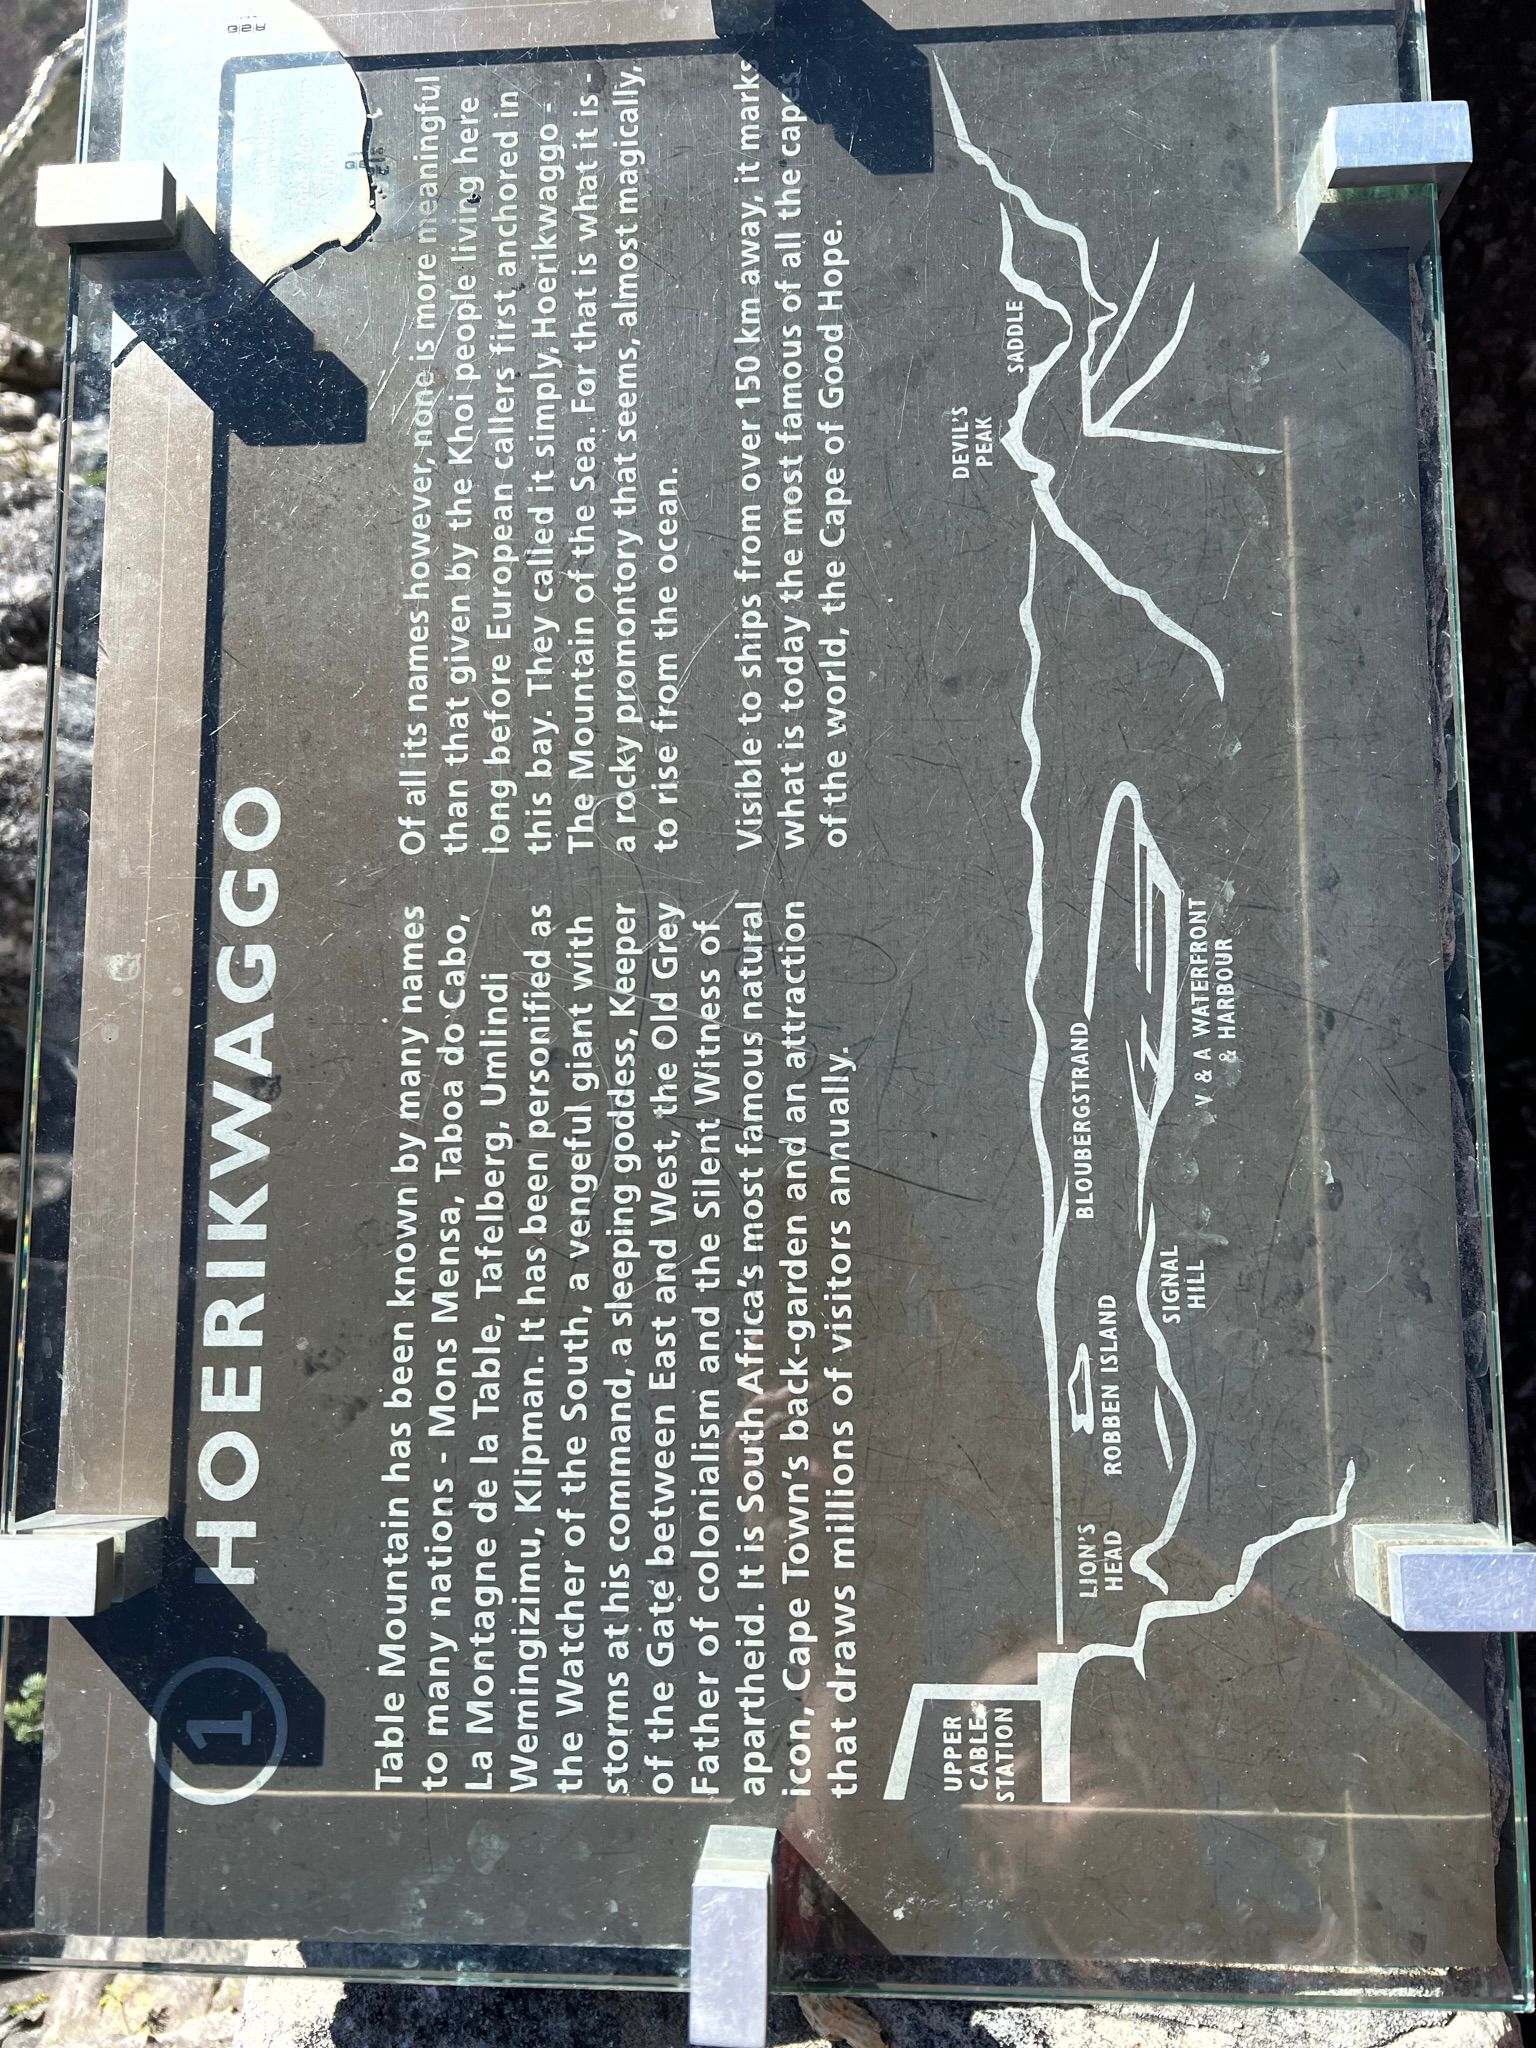 1
HOERIKWAGGO
Table Mountain has been known by many names
to many nations - Mons Mensa, Taboa do Cabo,
La Montagne de la Table, Tafelberg, Umlindi
Wemingizimu, Klipman. It has been personified as
the Watcher of the South, a vengeful giant with
storms at his command, a sleeping goddess, Keeper
of the Gate between East and West, the Old Grey
Father of colonialism and the Silent Witness of
apartheid. It is South Africa's most famous natural
icon, Cape Town's back-garden and an attraction
that draws millions of visitors annually.
Of all its names however, none is more meaningful
than that given by the Khoi people living here
long before European callers first anchored in
this bay. They called it simply, Hoerikwaggo -
The Mountain of the Sea. For that is what it is -
a rocky promontory that seems, almost magically,
to rise from the ocean.
Visible to ships from over 150 km away, it marks
what is today the most famous of all the capes
of the world, the Cape of Good Hope.
UPPER
CABLE
STATION
LION'S
HEAD
ROBBEN ISLAND
SIGNAL
HILL
BLOUBERGSTRAND
V & A WATERFRONT
& HARBOUR
DEVIL'S
PEAK
SADDLE